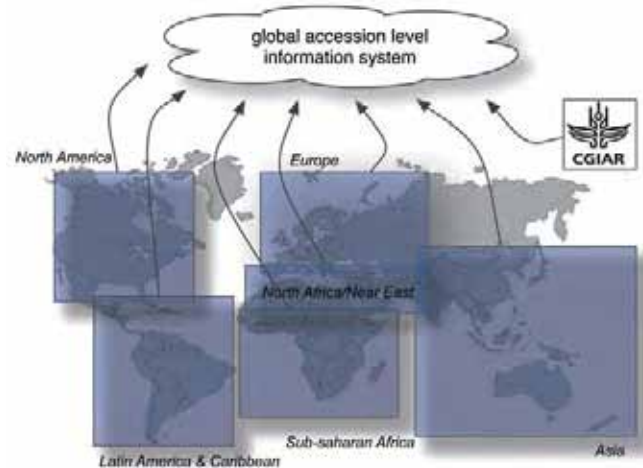 global accession level
information system
CGIAR
North America
Europe
North Africa/Near East
Sub-saharan Africa
Asia
Latin America & Caribbean